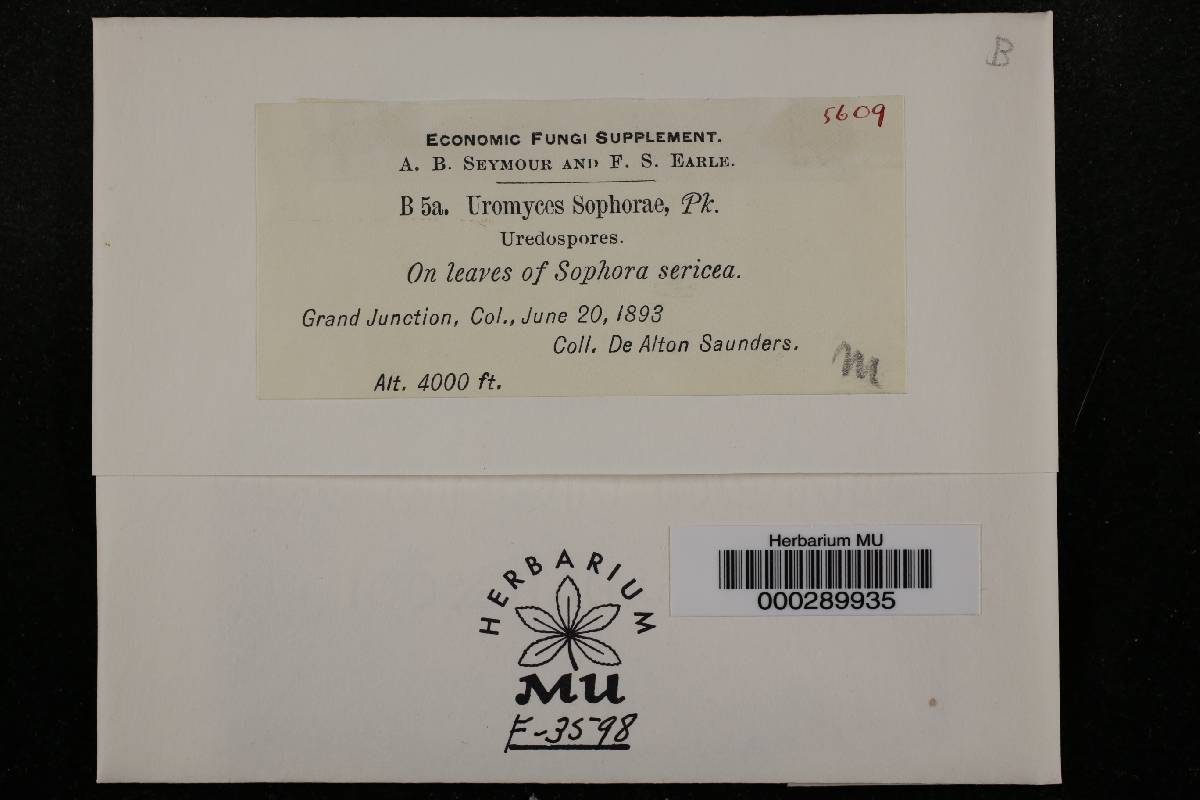 B
5609
ECONOMIC FUNGI SUPPLEMENT.
A. B. SEYMOUR AND F. S. EARLE.
B 5a. Uromyces Sophorae, Pk.
Uredospores.
On leaves of Sophora sericea.
Grand Junction, Col., June 20, 1893
Coll. De Alton Saunders.
Alt. 4000 ft.
m
HERBARIUM
MU
F-3598
Herbarium MU
000289935